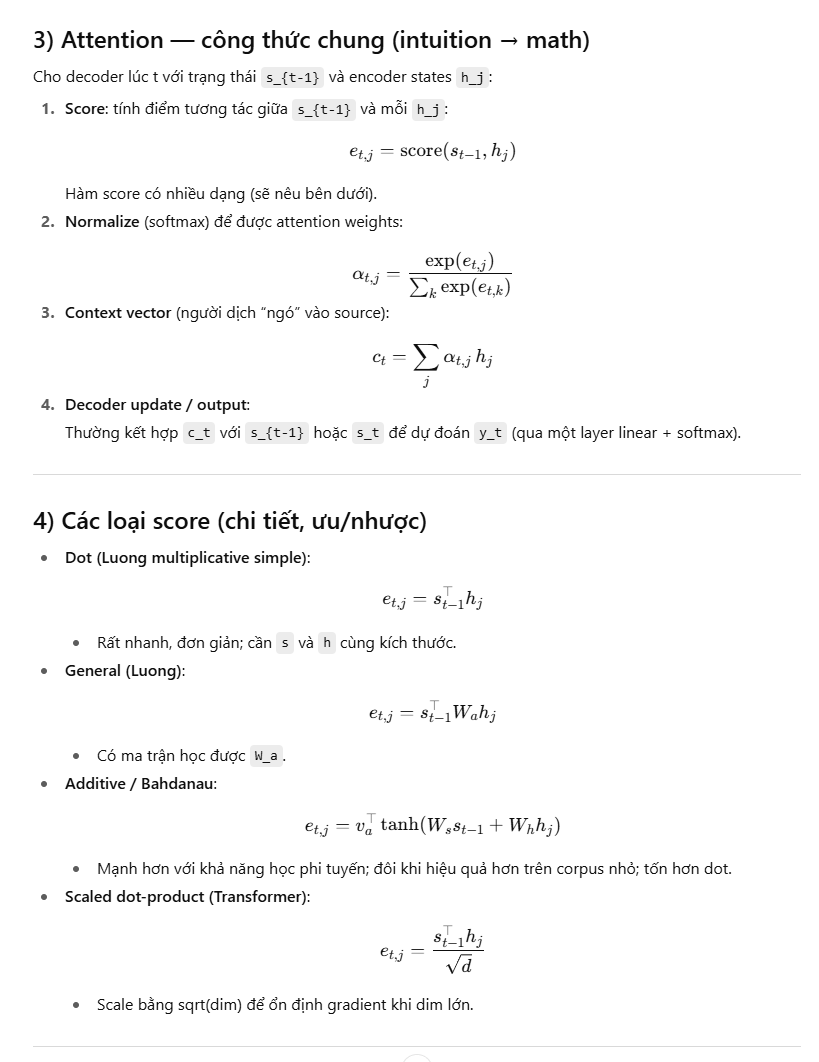 3) Attention — công thức chung (intuition → math)
Cho decoder lúc t với trạng thái s_{t-1} và encoder states h_j:
1. Score: tính điểm tương tác giữa s_{t-1} và mỗi h_j:
e_{t,j} = score(s_{t−1}, h_j)
Hàm score có nhiều dạng (sẽ nêu bên dưới).
2. Normalize (softmax) để được attention weights:
α_{t,j} = exp(e_{t,j}) / ∑_k exp(e_{t,k})
3. Context vector (người dịch “ngó” vào source):
c_t = ∑_j α_{t,j} h_j
4. Decoder update / output:
Thường kết hợp c_t với s_{t-1} hoặc s_t để dự đoán y_t (qua một layer linear + softmax).
4) Các loại score (chi tiết, ưu/nhược)
• Dot (Luong multiplicative simple):
e_{t,j} = s_{t−1}^⊤ h_j
• Rất nhanh, đơn giản; cần s và h cùng kích thước.
• General (Luong):
e_{t,j} = s_{t−1}^⊤ W_a h_j
• Có ma trận học được W_a.
• Additive / Bahdanau:
e_{t,j} = v_a^⊤ tanh(W_s s_{t−1} + W_h h_j)
• Mạnh hơn với khả năng học phi tuyến; đôi khi hiệu quả hơn trên corpus nhỏ; tốn hơn dot.
• Scaled dot-product (Transformer):
e_{t,j} = s_{t−1}^⊤ h_j / √d
• Scale bằng sqrt(dim) để ổn định gradient khi dim lớn.